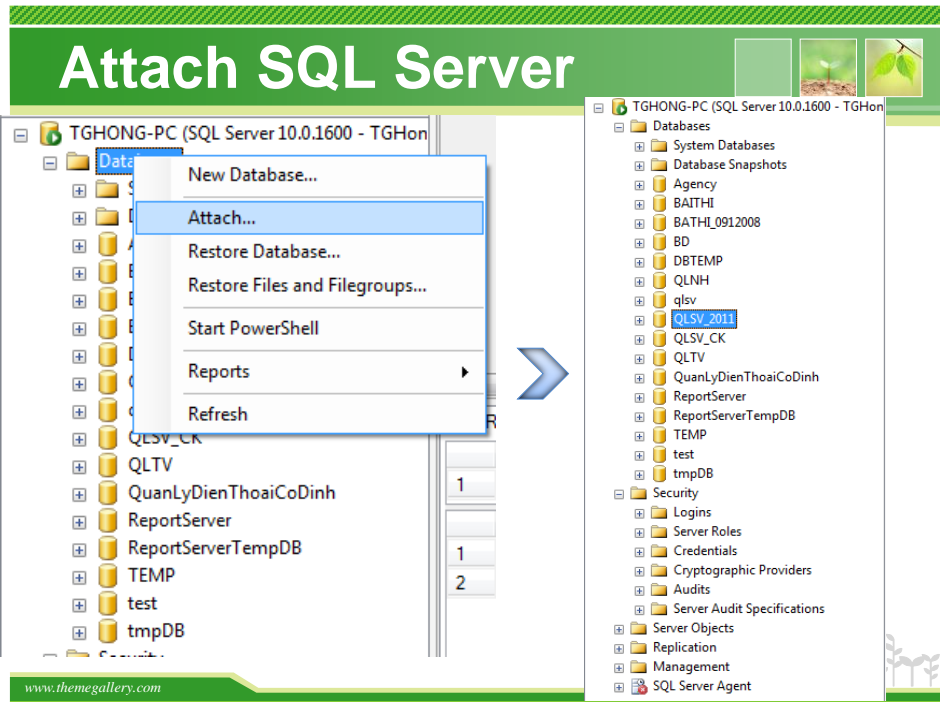 Attach SQL Server
TGHONG-PC (SQL Server 10.0.1600 - TGHon
New Database...
Attach...
Restore Database...
Restore Files and Filegroups...
Start PowerShell
Reports
Refresh
QLSV_CK
QLTV
QuanLyDienThoaiCoDinh
ReportServer
ReportServerTempDB
TEMP
test
tmpDB
Security
1
1
2
TGHONG-PC (SQL Server 10.0.1600 - TGHon
Databases
System Databases
Database Snapshots
Agency
BAITHI
BATHI_0912008
BD
DBTEMP
QLNH
qlsv
QLSV_2011
QLSV_CK
QLTV
QuanLyDienThoaiCoDinh
ReportServer
ReportServerTempDB
TEMP
test
tmpDB
Security
Logins
Server Roles
Credentials
Cryptographic Providers
Audits
Server Audit Specifications
Server Objects
Replication
Management
SQL Server Agent
www.themegallery.com